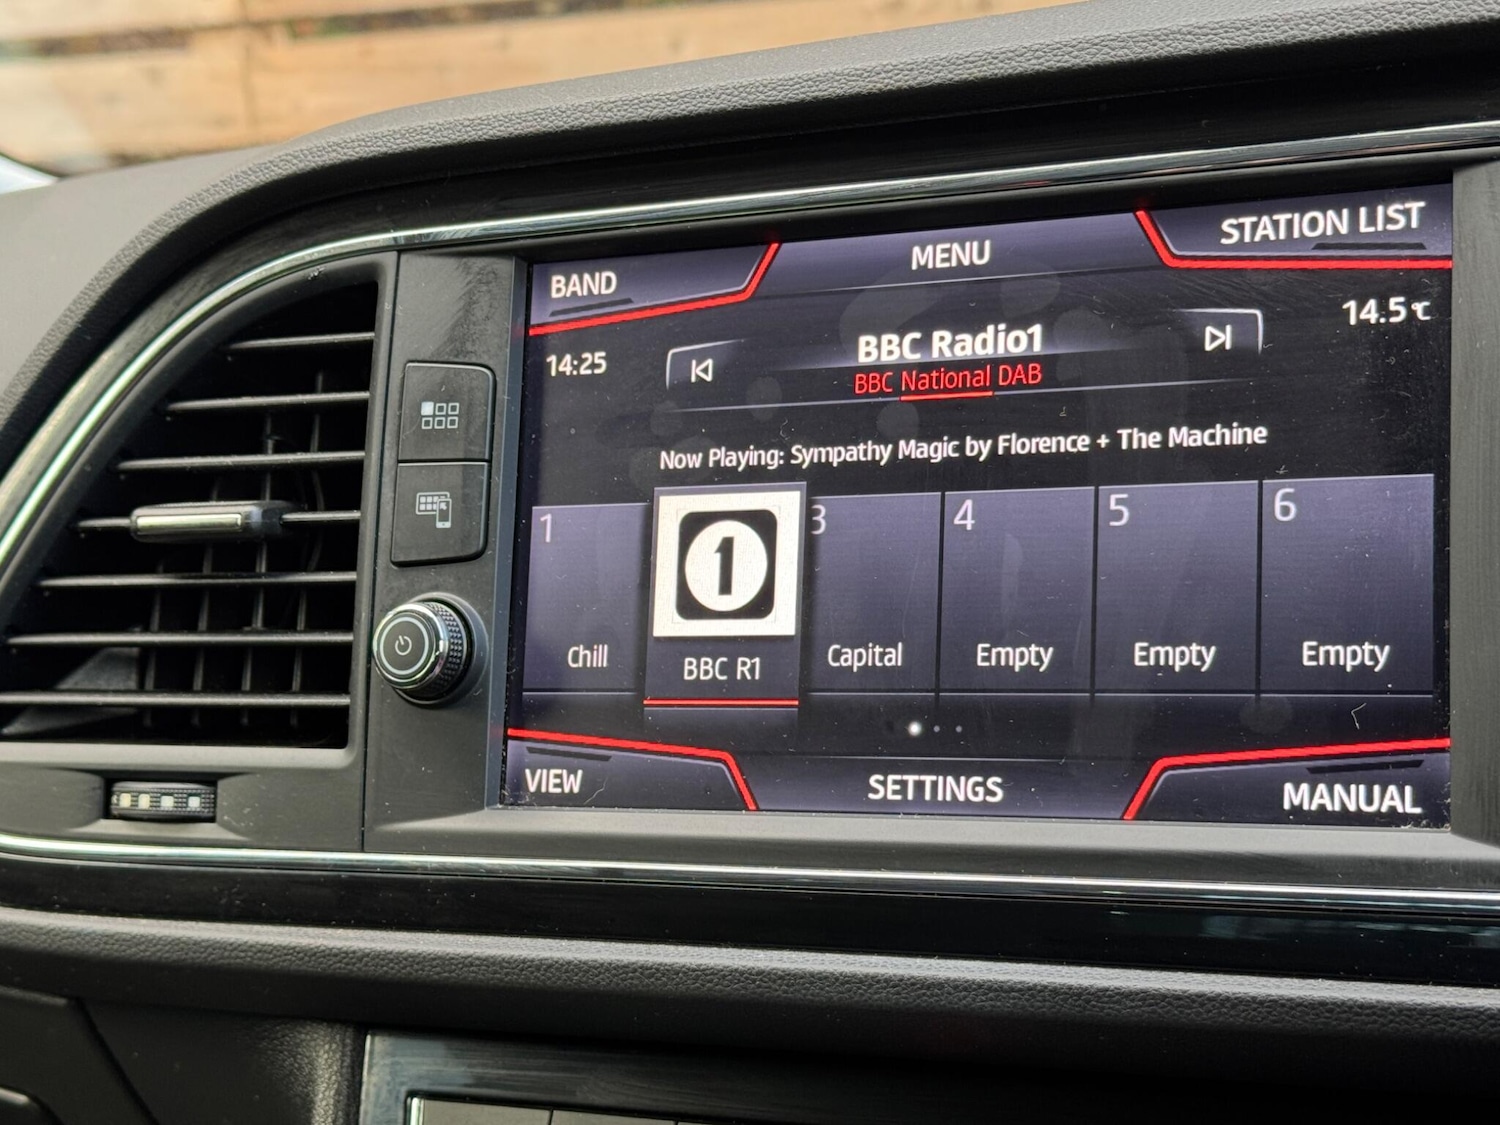 BAND
MENU
STATION LIST
14:25
BBC Radio1
14.5℃
BBC National DAB
Now Playing: Sympathy Magic by Florence + The Machine
1
3
4
5
6
1
Chill
BBC R1
Capital
Empty
Empty
Empty
VIEW
SETTINGS
MANUAL